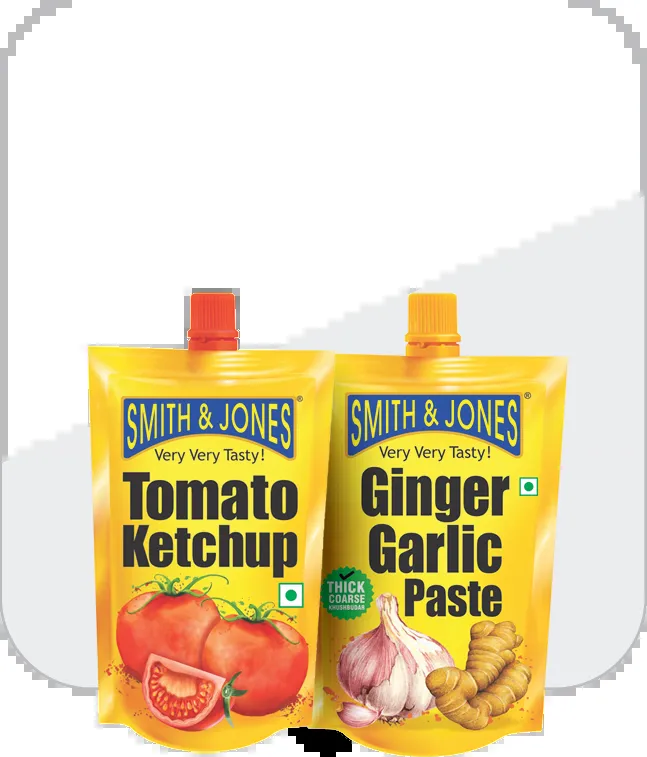 SMITH & JONES®
Very Very Tasty!
Tomato
Ketchup
SMITH & JONES®
Very Very Tasty!
Ginger
Garlic
Paste
THICK
COARSE
KHUSHBUDAR